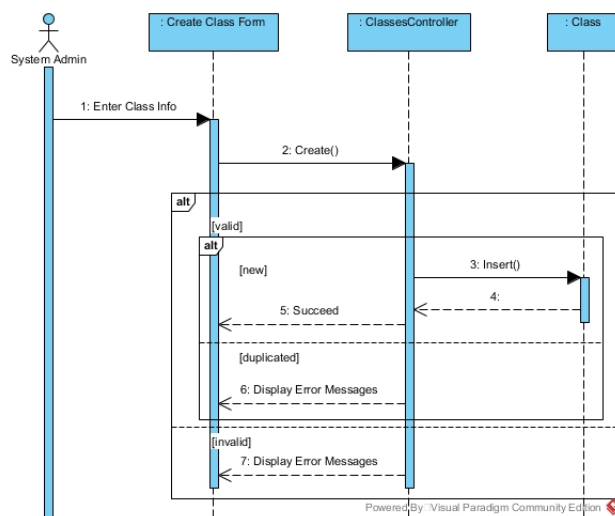 : Create Class Form
: ClassesController
: Class
System Admin
1: Enter Class Info
2: Create()
alt
[valid]
alt
[new]
3: Insert()
4:
5: Succeed
[duplicated]
6: Display Error Messages
[invalid]
7: Display Error Messages
Powered By Visual Paradigm Community Edition